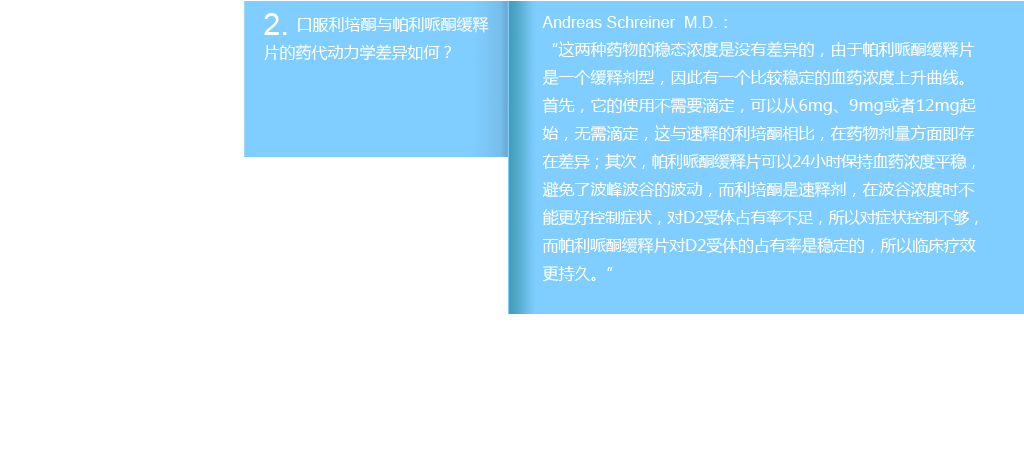 2. 口服利培酮与帕利哌酮缓释
片的药代动力学差异如何？
Andreas Schreiner M.D.：
“这两种药物的稳态浓度是没有差异的，由于帕利哌酮缓释片
是一个缓释剂型，因此有一个比较稳定的血药浓度上升曲线。
首先，它的使用不需要滴定，可以从6mg、9mg或者12mg起
始，无需滴定，这与速释的利培酮相比，在药物剂量方面即存
在差异；其次，帕利哌酮缓释片可以24小时保持血药浓度平稳，
避免了波峰波谷的波动，而利培酮是速释剂，在波谷浓度时不
能更好控制症状，对D2受体占有率不足，所以对症状控制不够，
而帕利哌酮缓释片对D2受体的占有率是稳定的，所以临床疗效
更持久。”